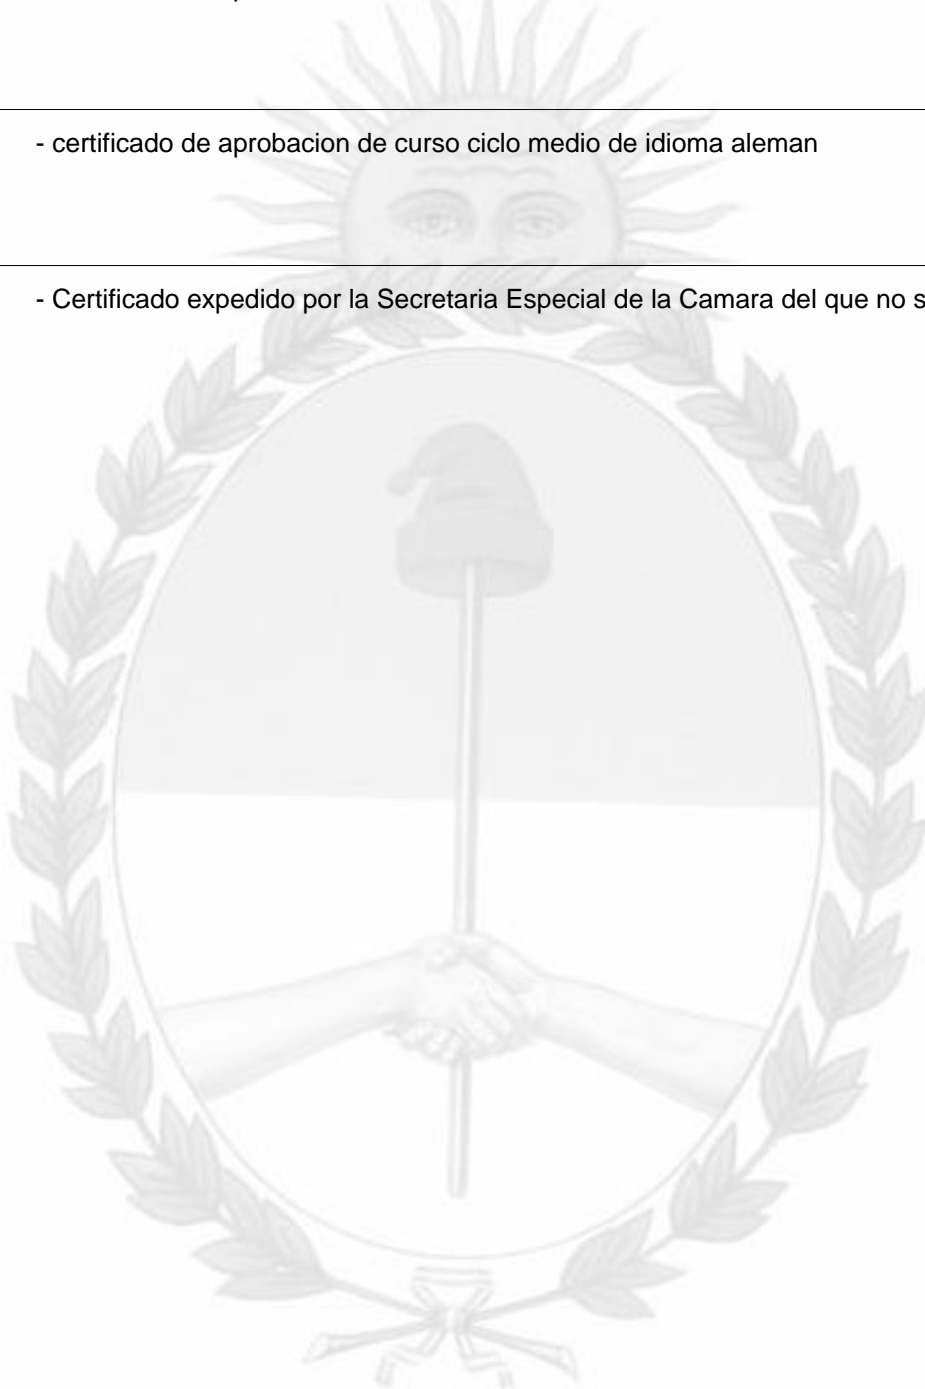 - certificado de aprobacion de curso ciclo medio de idioma aleman
- Certificado expedido por la Secretaria Especial de la Camara del que no s